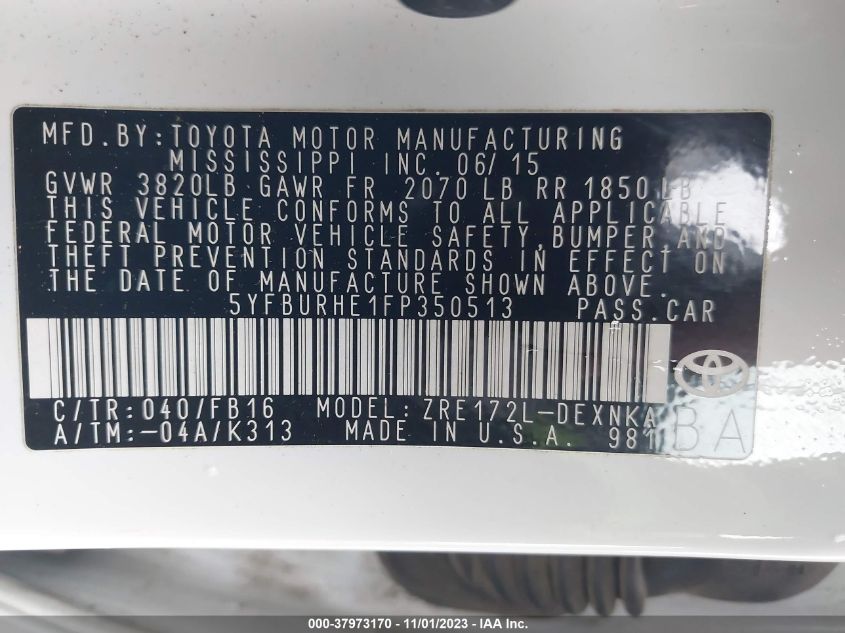 MFD.BY:TOYOTA MOTOR MANUFACTURING
MISSISSIPPI INC. 06/15
GVWR 3820LB GAWR FR 2070 LB RR 1850 LB
THIS VEHICLE CONFORMS TO ALL APPLICABLE
FEDERAL MOTOR VEHICLE SAFETY,BUMPER,AND
THEFT PREVENTION STANDARDS IN EFFECT ON
THE DATE OF MANUFACTURE SHOWN ABOVE.
5YFBURHE1FP350513 PASS.CAR
C/TR:040/FB16 MODEL:ZRE172L-DEXNKA
A/TM:-04A/K313 MADE IN U.S.A. 981
BA
000-37973170 - 11/01/2023 - IAA Inc.